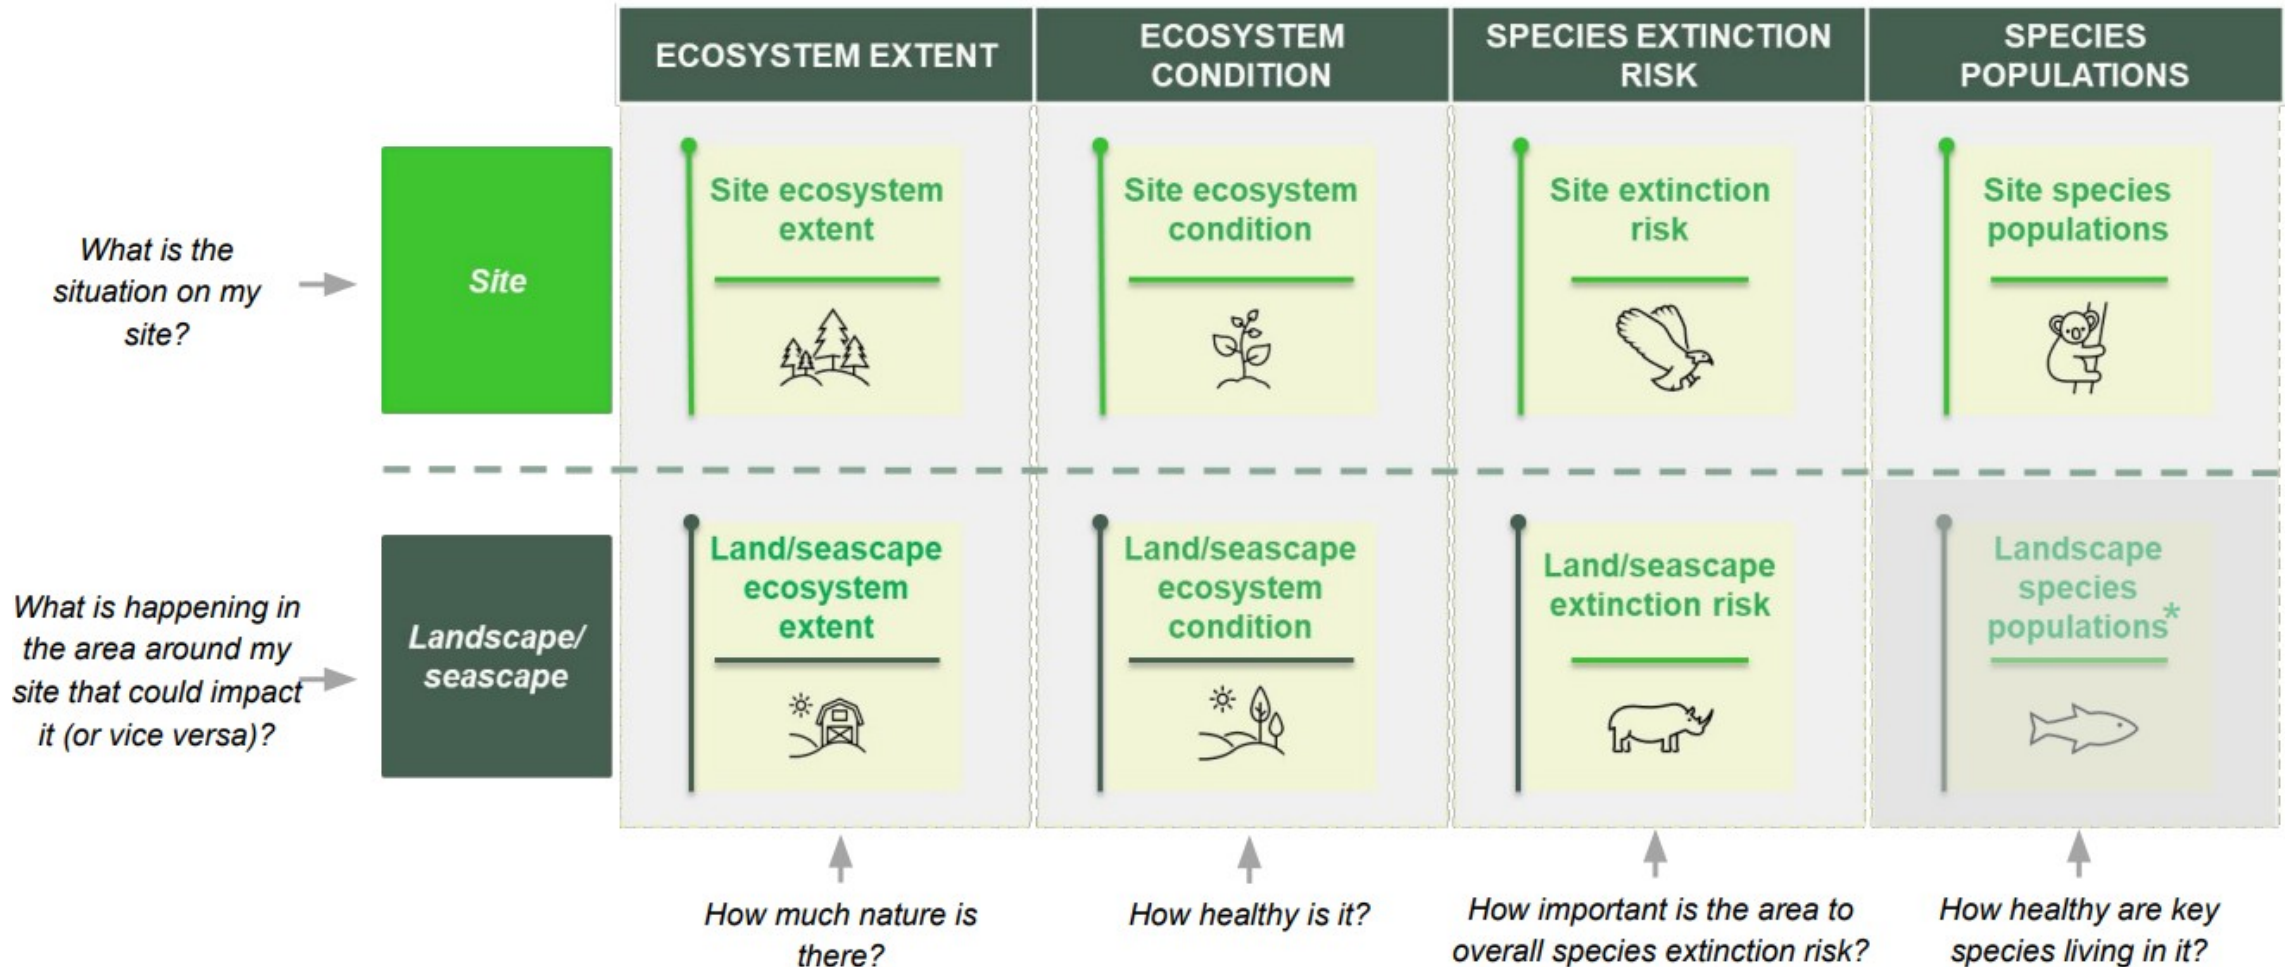 ECOSYSTEM EXTENT
ECOSYSTEM
CONDITION
SPECIES EXTINCTION
RISK
SPECIES
POPULATIONS
What is the
situation on my
site?
Site
Site ecosystem
extent
Site ecosystem
condition
Site extinction
risk
Site species
populations
What is happening in
the area around my
site that could impact
it (or vice versa)?
Landscape/
seascape
Land/seascape
ecosystem
extent
Land/seascape
ecosystem
condition
Land/seascape
extinction risk
Landscape
species
populations*
How much nature is
there?
How healthy is it?
How important is the area to
overall species extinction risk?
How healthy are key
species living in it?